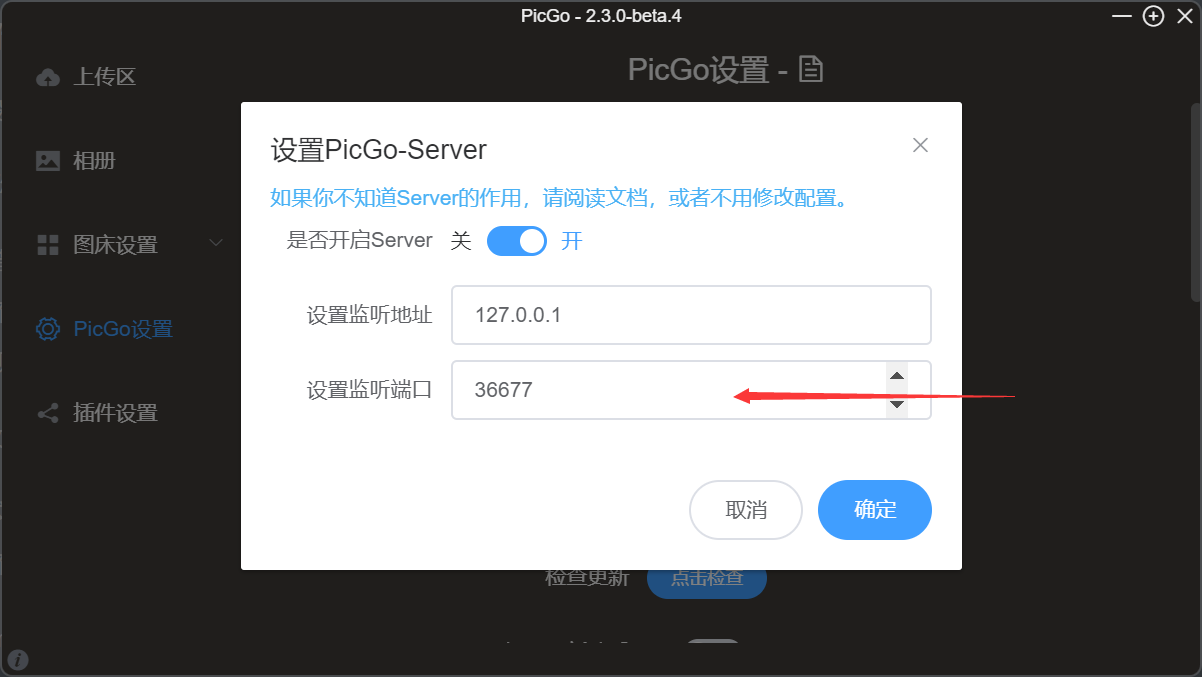 PicGo - 2.3.0-beta.4
上传区
相册
图床设置
PicGo设置
插件设置
PicGo设置 -
设置PicGo-Server
如果你不知道Server的作用，请阅读文档，或者不用修改配置。
是否开启Server 关 开
设置监听地址 127.0.0.1
设置监听端口 36677
取消 确定
检查更新 点击检查